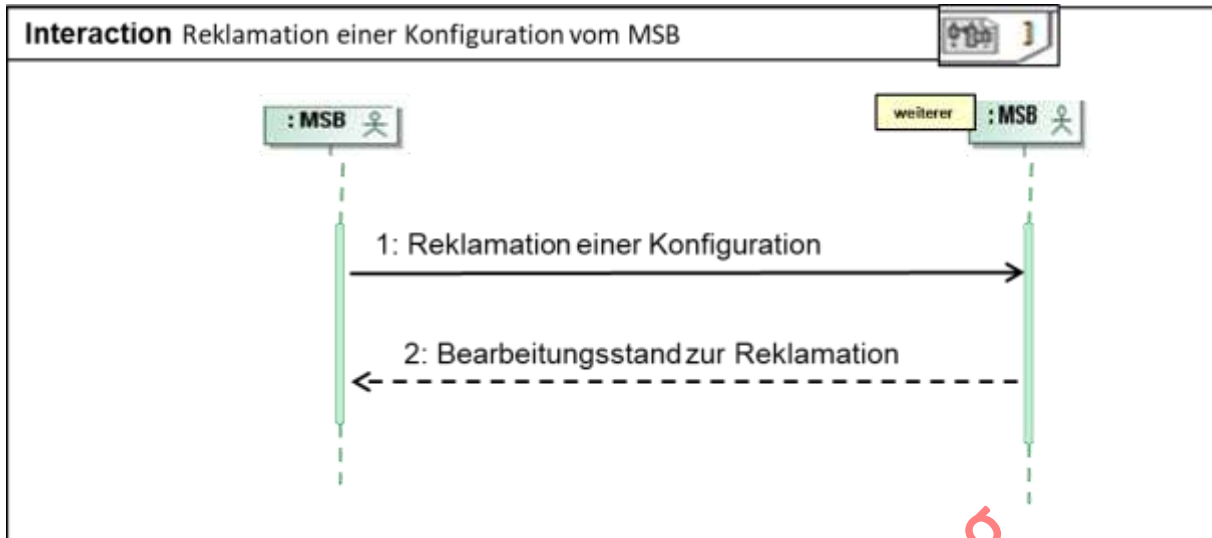 Interaction Reklamation einer Konfiguration vom MSB
: MSB
weiterer : MSB
1: Reklamation einer Konfiguration
2: Bearbeitungsstand zur Reklamation